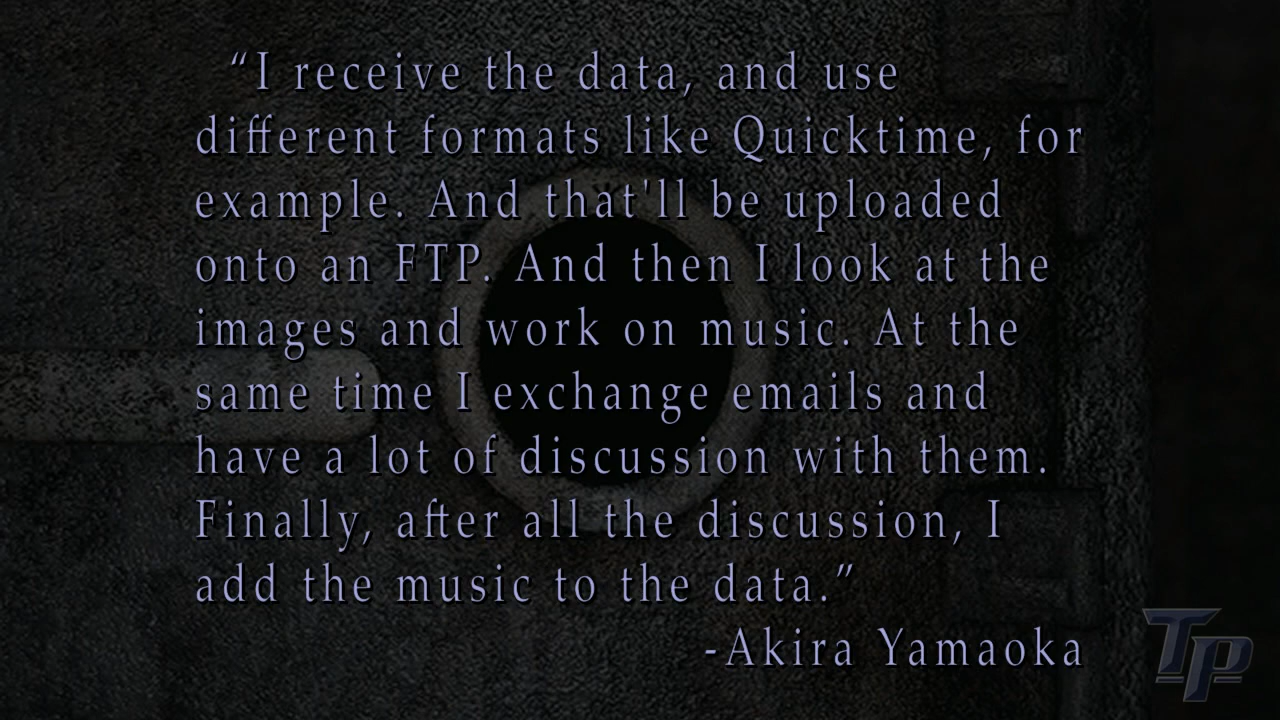 “I receive the data, and use
different formats like Quicktime, for
example. And that'll be uploaded
onto an FTP. And then I look at the
images and work on music. At the
same time I exchange emails and
have a lot of discussion with them.
Finally, after all the discussion, I
add the music to the data.”
-Akira Yamaoka
TP